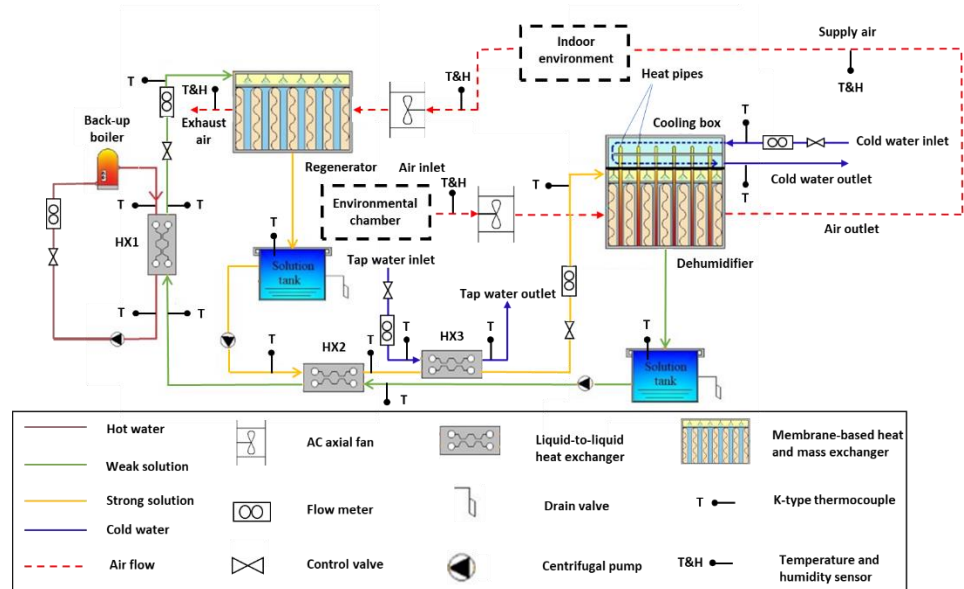 Indoor
environment
Supply air
T&H
T
T&H
T&H
Exhaust
air
Heat pipes
Cooling box
T
Cold water inlet
Cold water outlet
T
Back-up
boiler
Regenerator
Air inlet
T&H
T
Environmental
chamber
Air outlet
T
T
HX1
T
Solution
tank
Tap water inlet
Dehumidifier
Tap water outlet
T
T
T
HX2
T
T
HX3
T
T
T
Solution
tank
Hot water
Weak solution
Strong solution
Cold water
Air flow
AC axial fan
Flow meter
Control valve
Liquid-to-liquid
heat exchanger
Drain valve
Centrifugal pump
Membrane-based heat
and mass exchanger
T
K-type thermocouple
T&H
Temperature and
humidity sensor